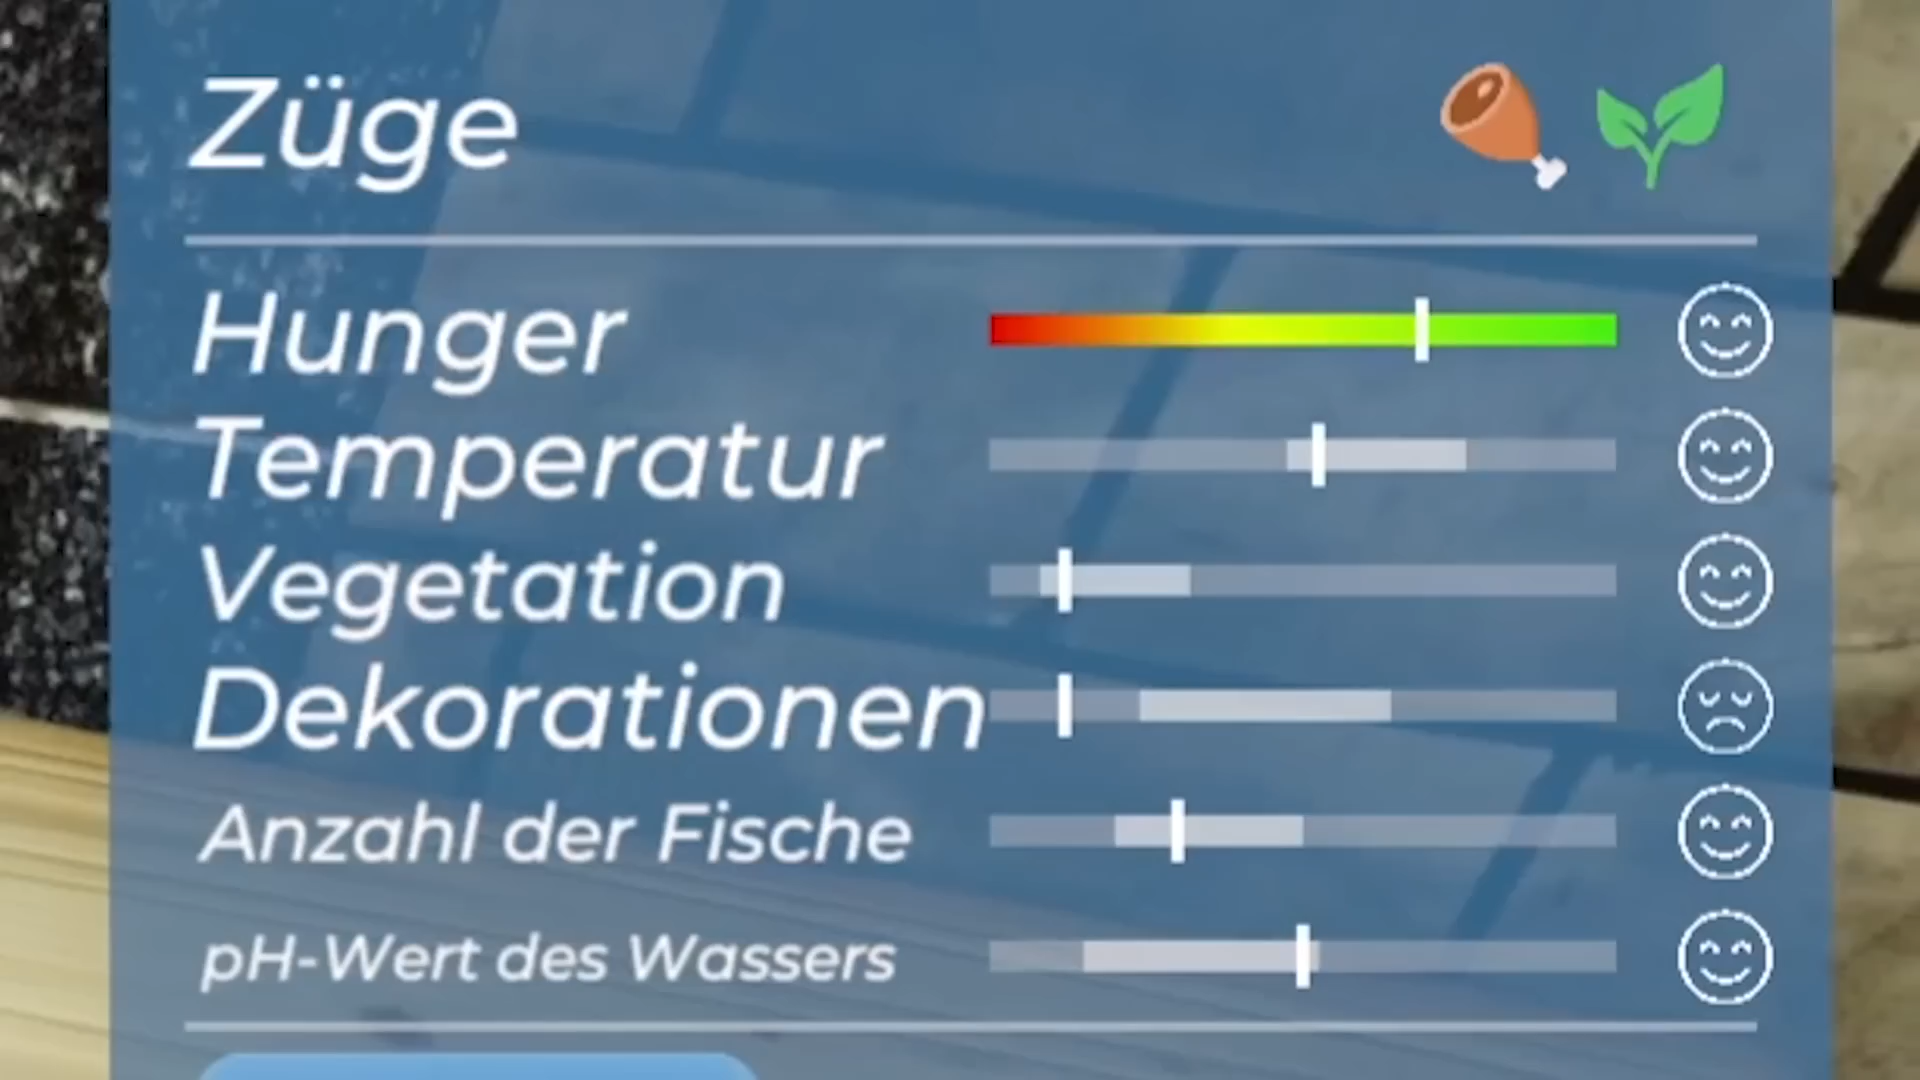 Züge
Hunger
Temperatur
Vegetation
Dekorationen
Anzahl der Fische
pH-Wert des Wassers